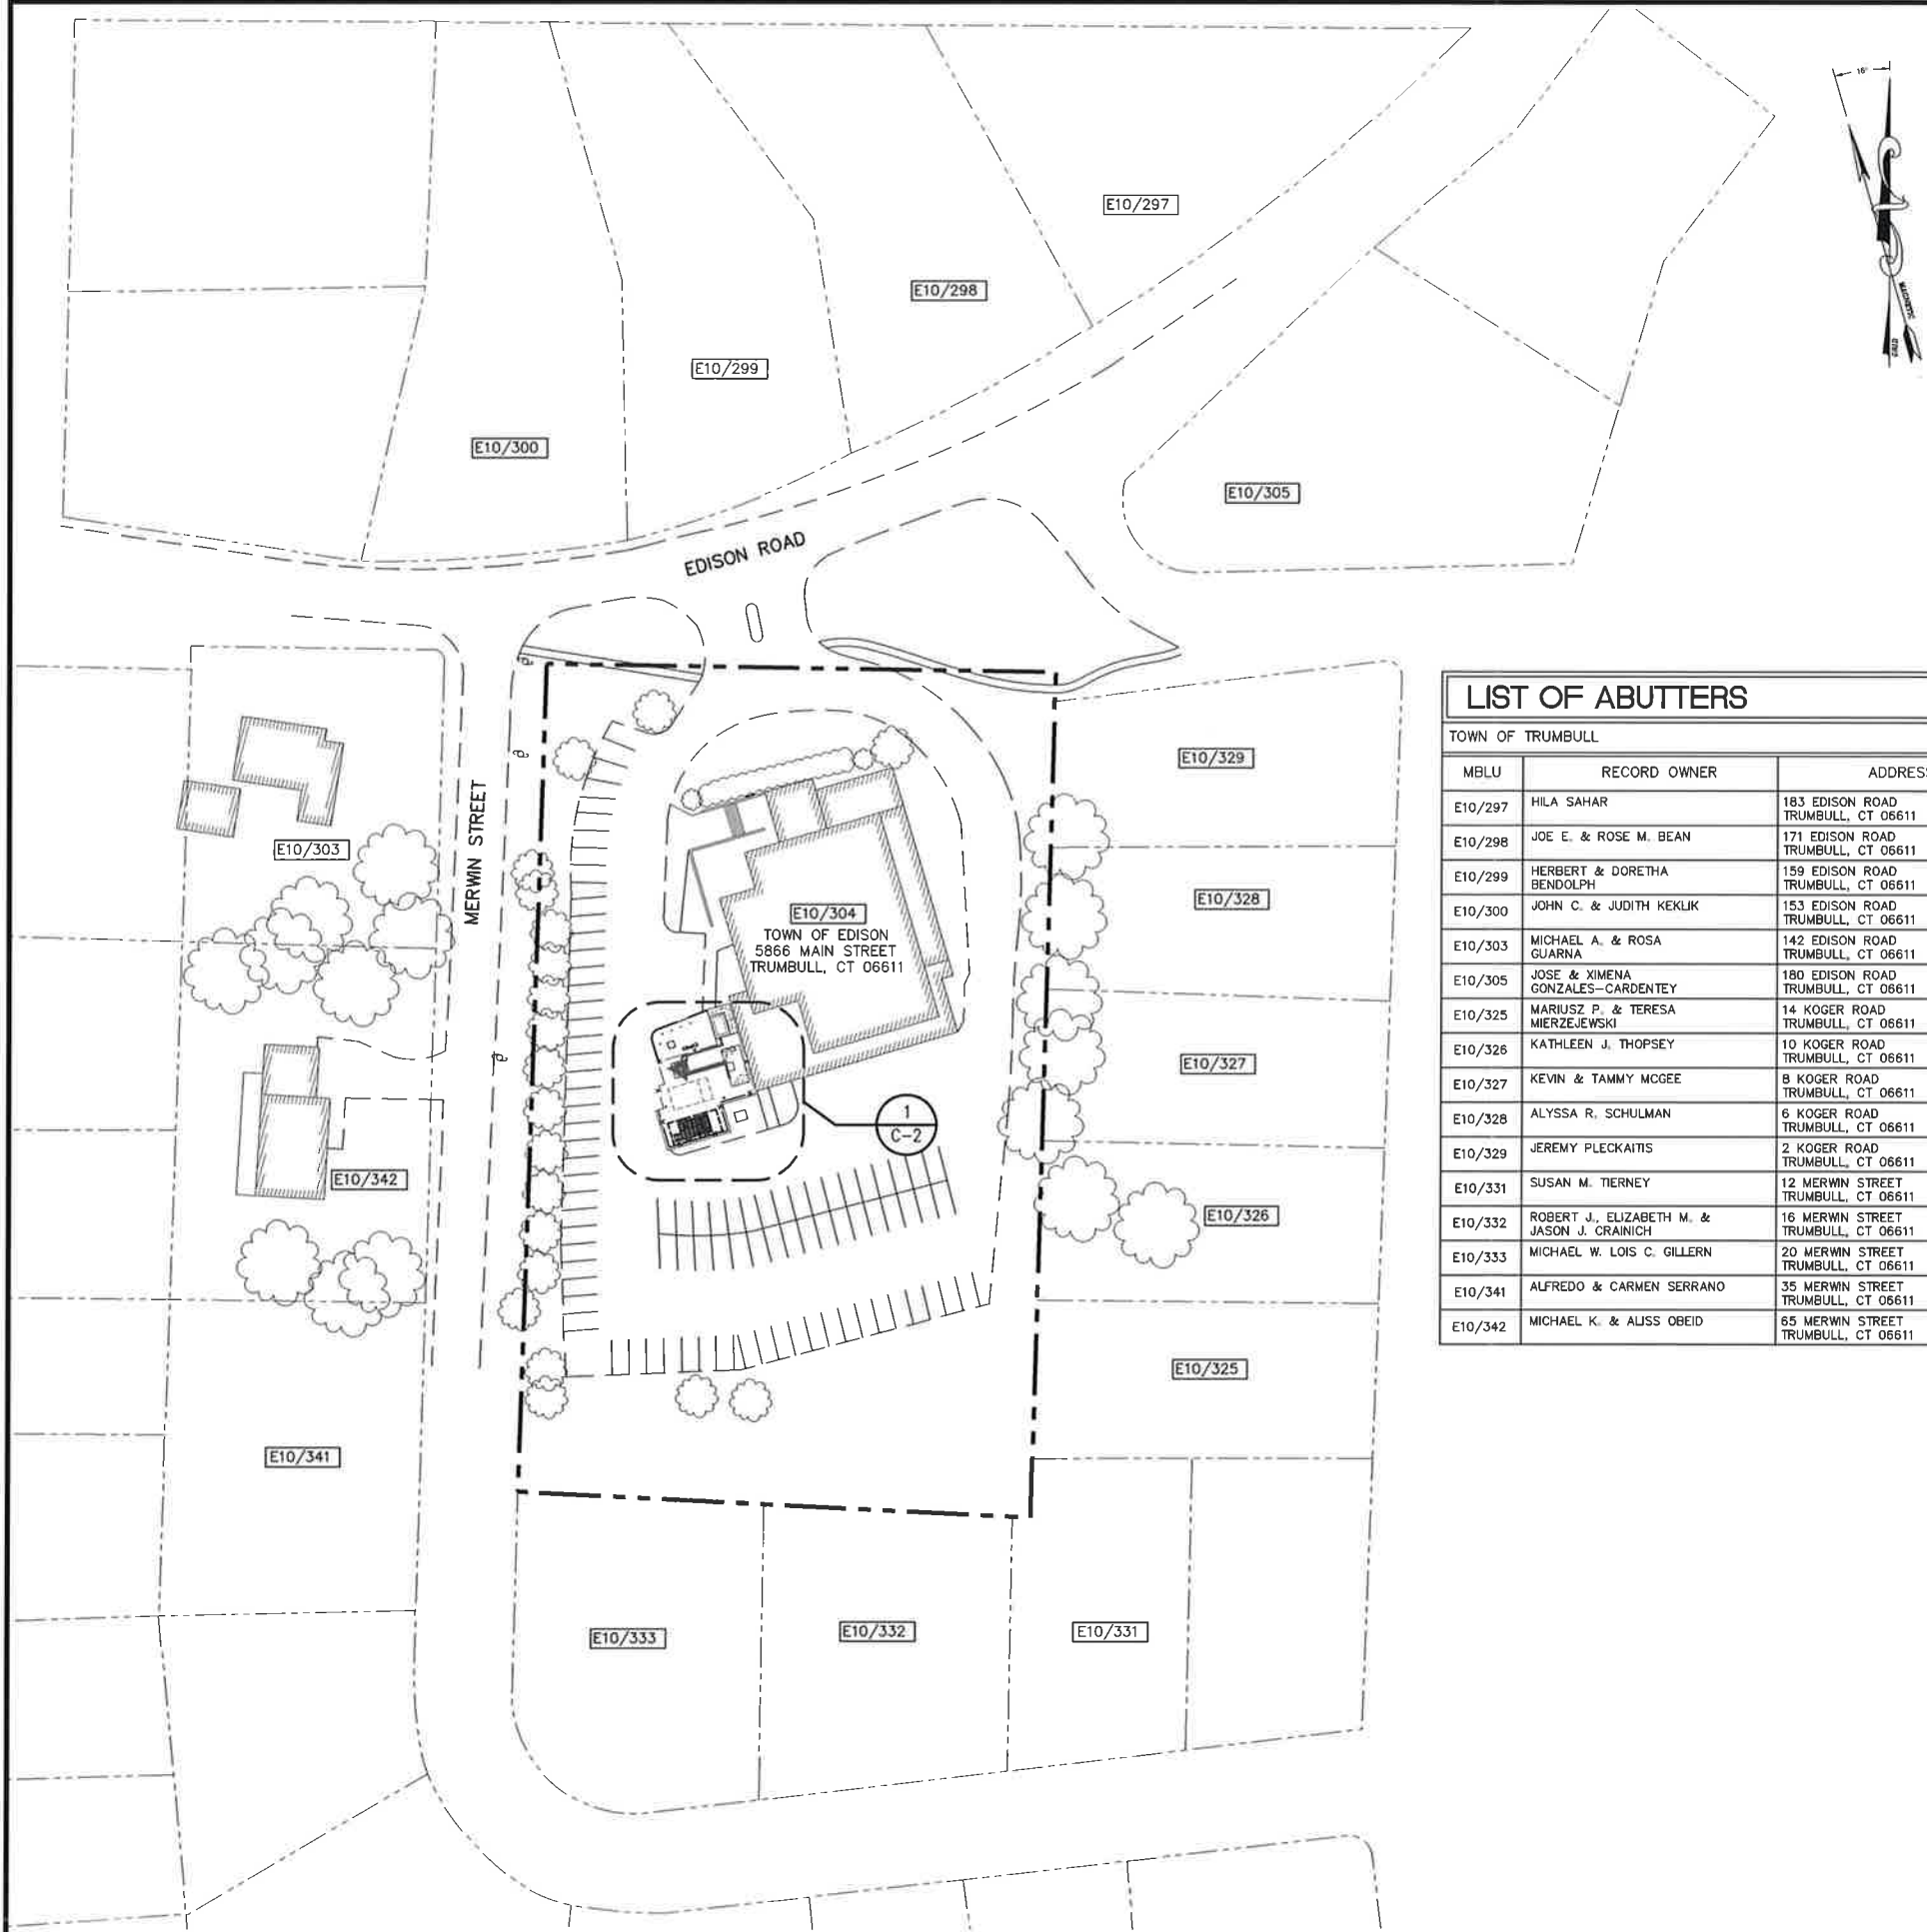 16°
MAGNETIC
GRID
E10/297
E10/298
E10/299
E10/300
E10/305
EDISON ROAD
MERWIN STREET
E10/303
E10/304
TOWN OF EDISON
5866 MAIN STREET
TRUMBULL, CT 06611
E10/329
E10/328
E10/327
1
C-2
E10/342
E10/326
E10/325
E10/341
E10/333
E10/332
E10/331
LIST OF ABUTTERS
TOWN OF TRUMBULL
MBLU RECORD OWNER ADDRES
E10/297 HILA SAHAR 183 EDISON ROAD
TRUMBULL, CT 06611
E10/298 JOE E. & ROSE M. BEAN 171 EDISON ROAD
TRUMBULL, CT 06611
E10/299 HERBERT & DORETHA 159 EDISON ROAD
BENDOLPH TRUMBULL, CT 06611
E10/300 JOHN C. & JUDITH KEKLIK 153 EDISON ROAD
TRUMBULL, CT 06611
E10/303 MICHAEL A. & ROSA 142 EDISON ROAD
GUARNA TRUMBULL, CT 06611
E10/305 JOSE & XIMENA 180 EDISON ROAD
GONZALES-CARDENTEY TRUMBULL, CT 06611
E10/325 MARIUSZ P. & TERESA 14 KOGER ROAD
MIERZEJEWSKI TRUMBULL, CT 06611
E10/326 KATHLEEN J. THOPSEY 10 KOGER ROAD
TRUMBULL, CT 06611
E10/327 KEVIN & TAMMY MCGEE 8 KOGER ROAD
TRUMBULL, CT 06611
E10/328 ALYSSA R. SCHULMAN 6 KOGER ROAD
TRUMBULL, CT 06611
E10/329 JEREMY PLECKAITIS 2 KOGER ROAD
TRUMBULL, CT 06611
E10/331 SUSAN M. TIERNEY 12 MERWIN STREET
TRUMBULL, CT 06611
E10/332 ROBERT J., ELIZABETH M. & 16 MERWIN STREET
JASON J. CRAINICH TRUMBULL, CT 06611
E10/333 MICHAEL W. LOIS C. GILLERN 20 MERWIN STREET
TRUMBULL, CT 06611
E10/341 ALFREDO & CARMEN SERRANO 35 MERWIN STREET
TRUMBULL, CT 06611
E10/342 MICHAEL K. & ALISS OBEID 65 MERWIN STREET
TRUMBULL, CT 06611